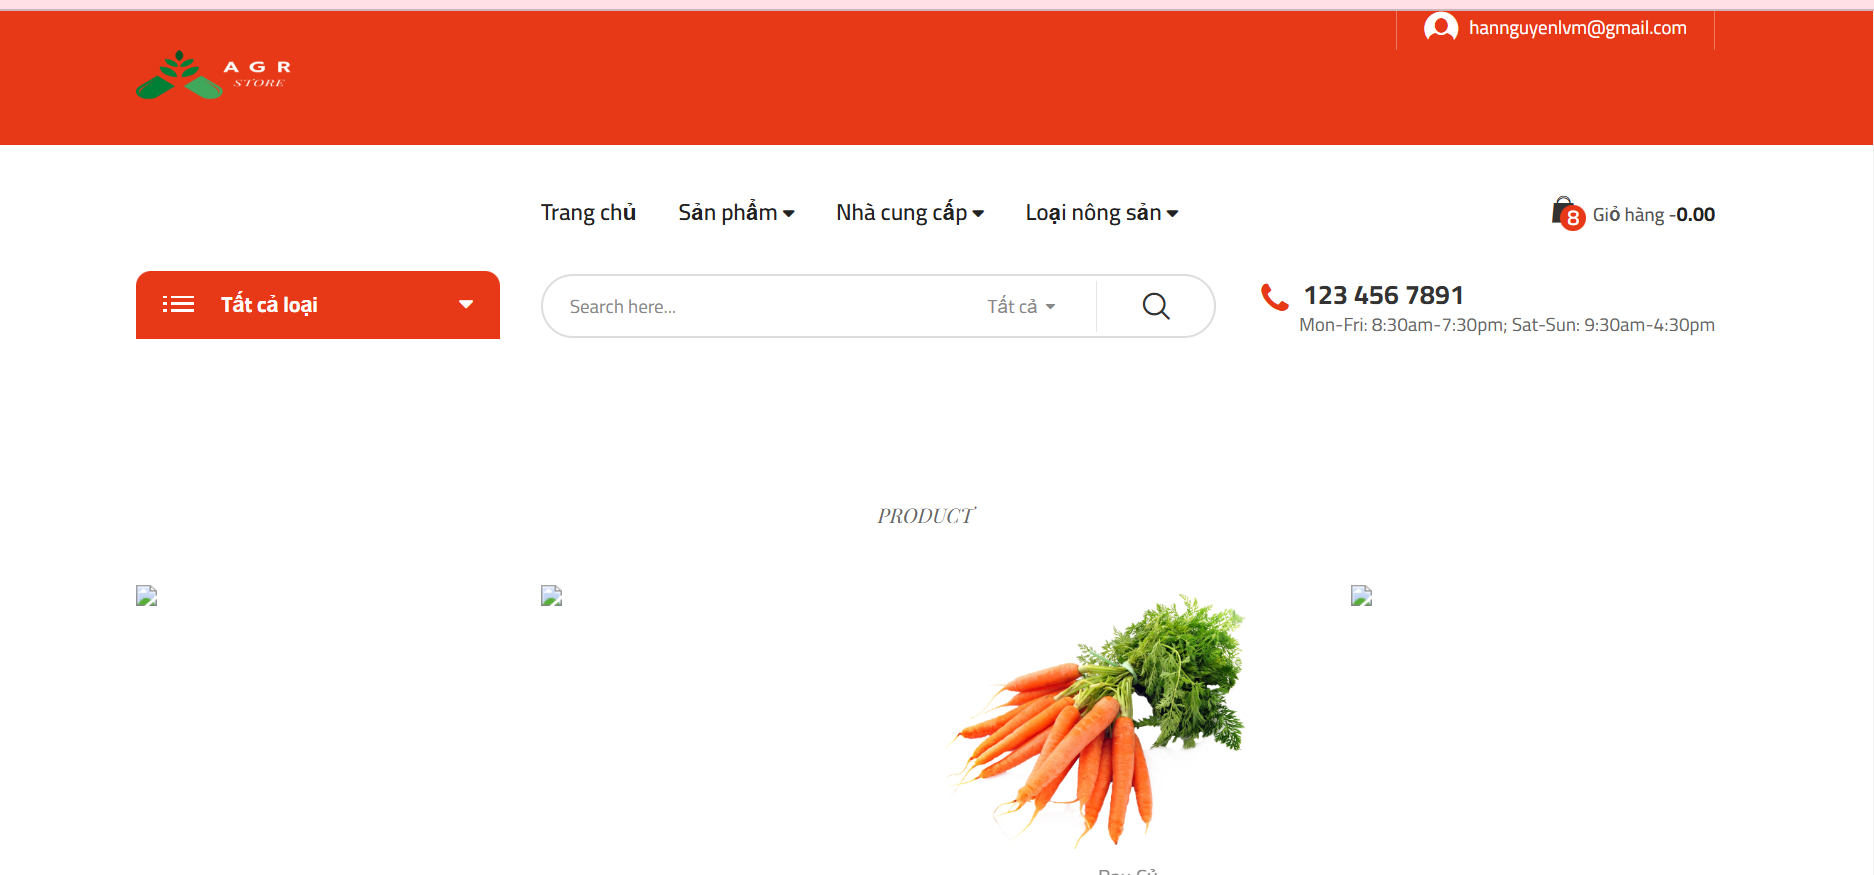 hannguyenlvm@gmail.com
AGR
STORE
Trang chủ Sản phẩm Nhà cung cấp Loại nông sản
8 Giỏ hàng -0.00
Tất cả loại
Search here... Tất cả
123 456 7891
Mon-Fri: 8:30am-7:30pm; Sat-Sun: 9:30am-4:30pm
PRODUCT